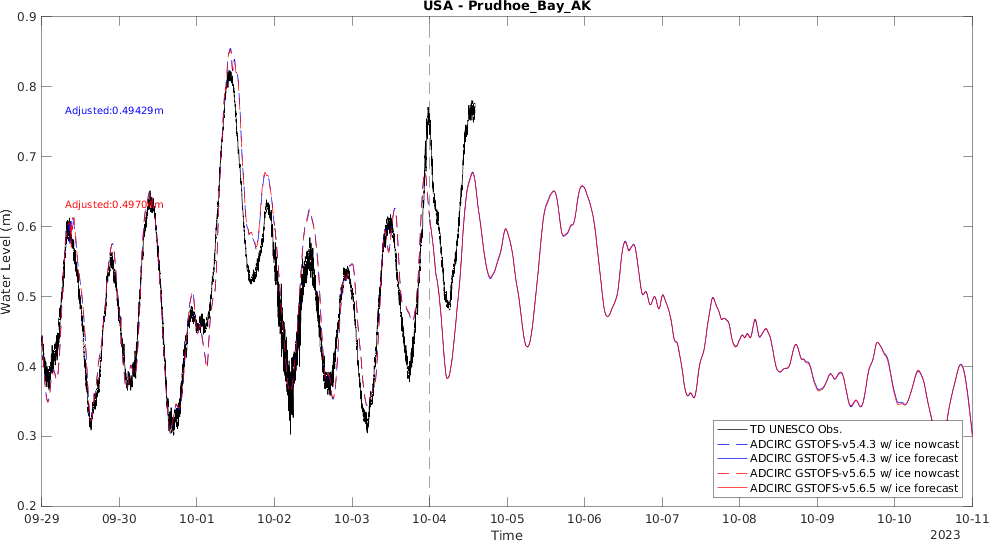 USA - Prudhoe_Bay_AK
0.9
0.8
0.7
0.6
0.5
0.4
0.3
0.2
Water Level (m)
Adjusted:0.49429m
Adjusted:0.4970 m
TD UNESCO Obs.
ADCIRC GSTOFS-v5.4.3 w/ ice nowcast
ADCIRC GSTOFS-v5.4.3 w/ ice forecast
ADCIRC GSTOFS-v5.6.5 w/ ice nowcast
ADCIRC GSTOFS-v5.6.5 w/ ice forecast
09-29 09-30 10-01 10-02 10-03 10-04 10-05 10-06 10-07 10-08 10-09 10-10 10-11
Time
2023